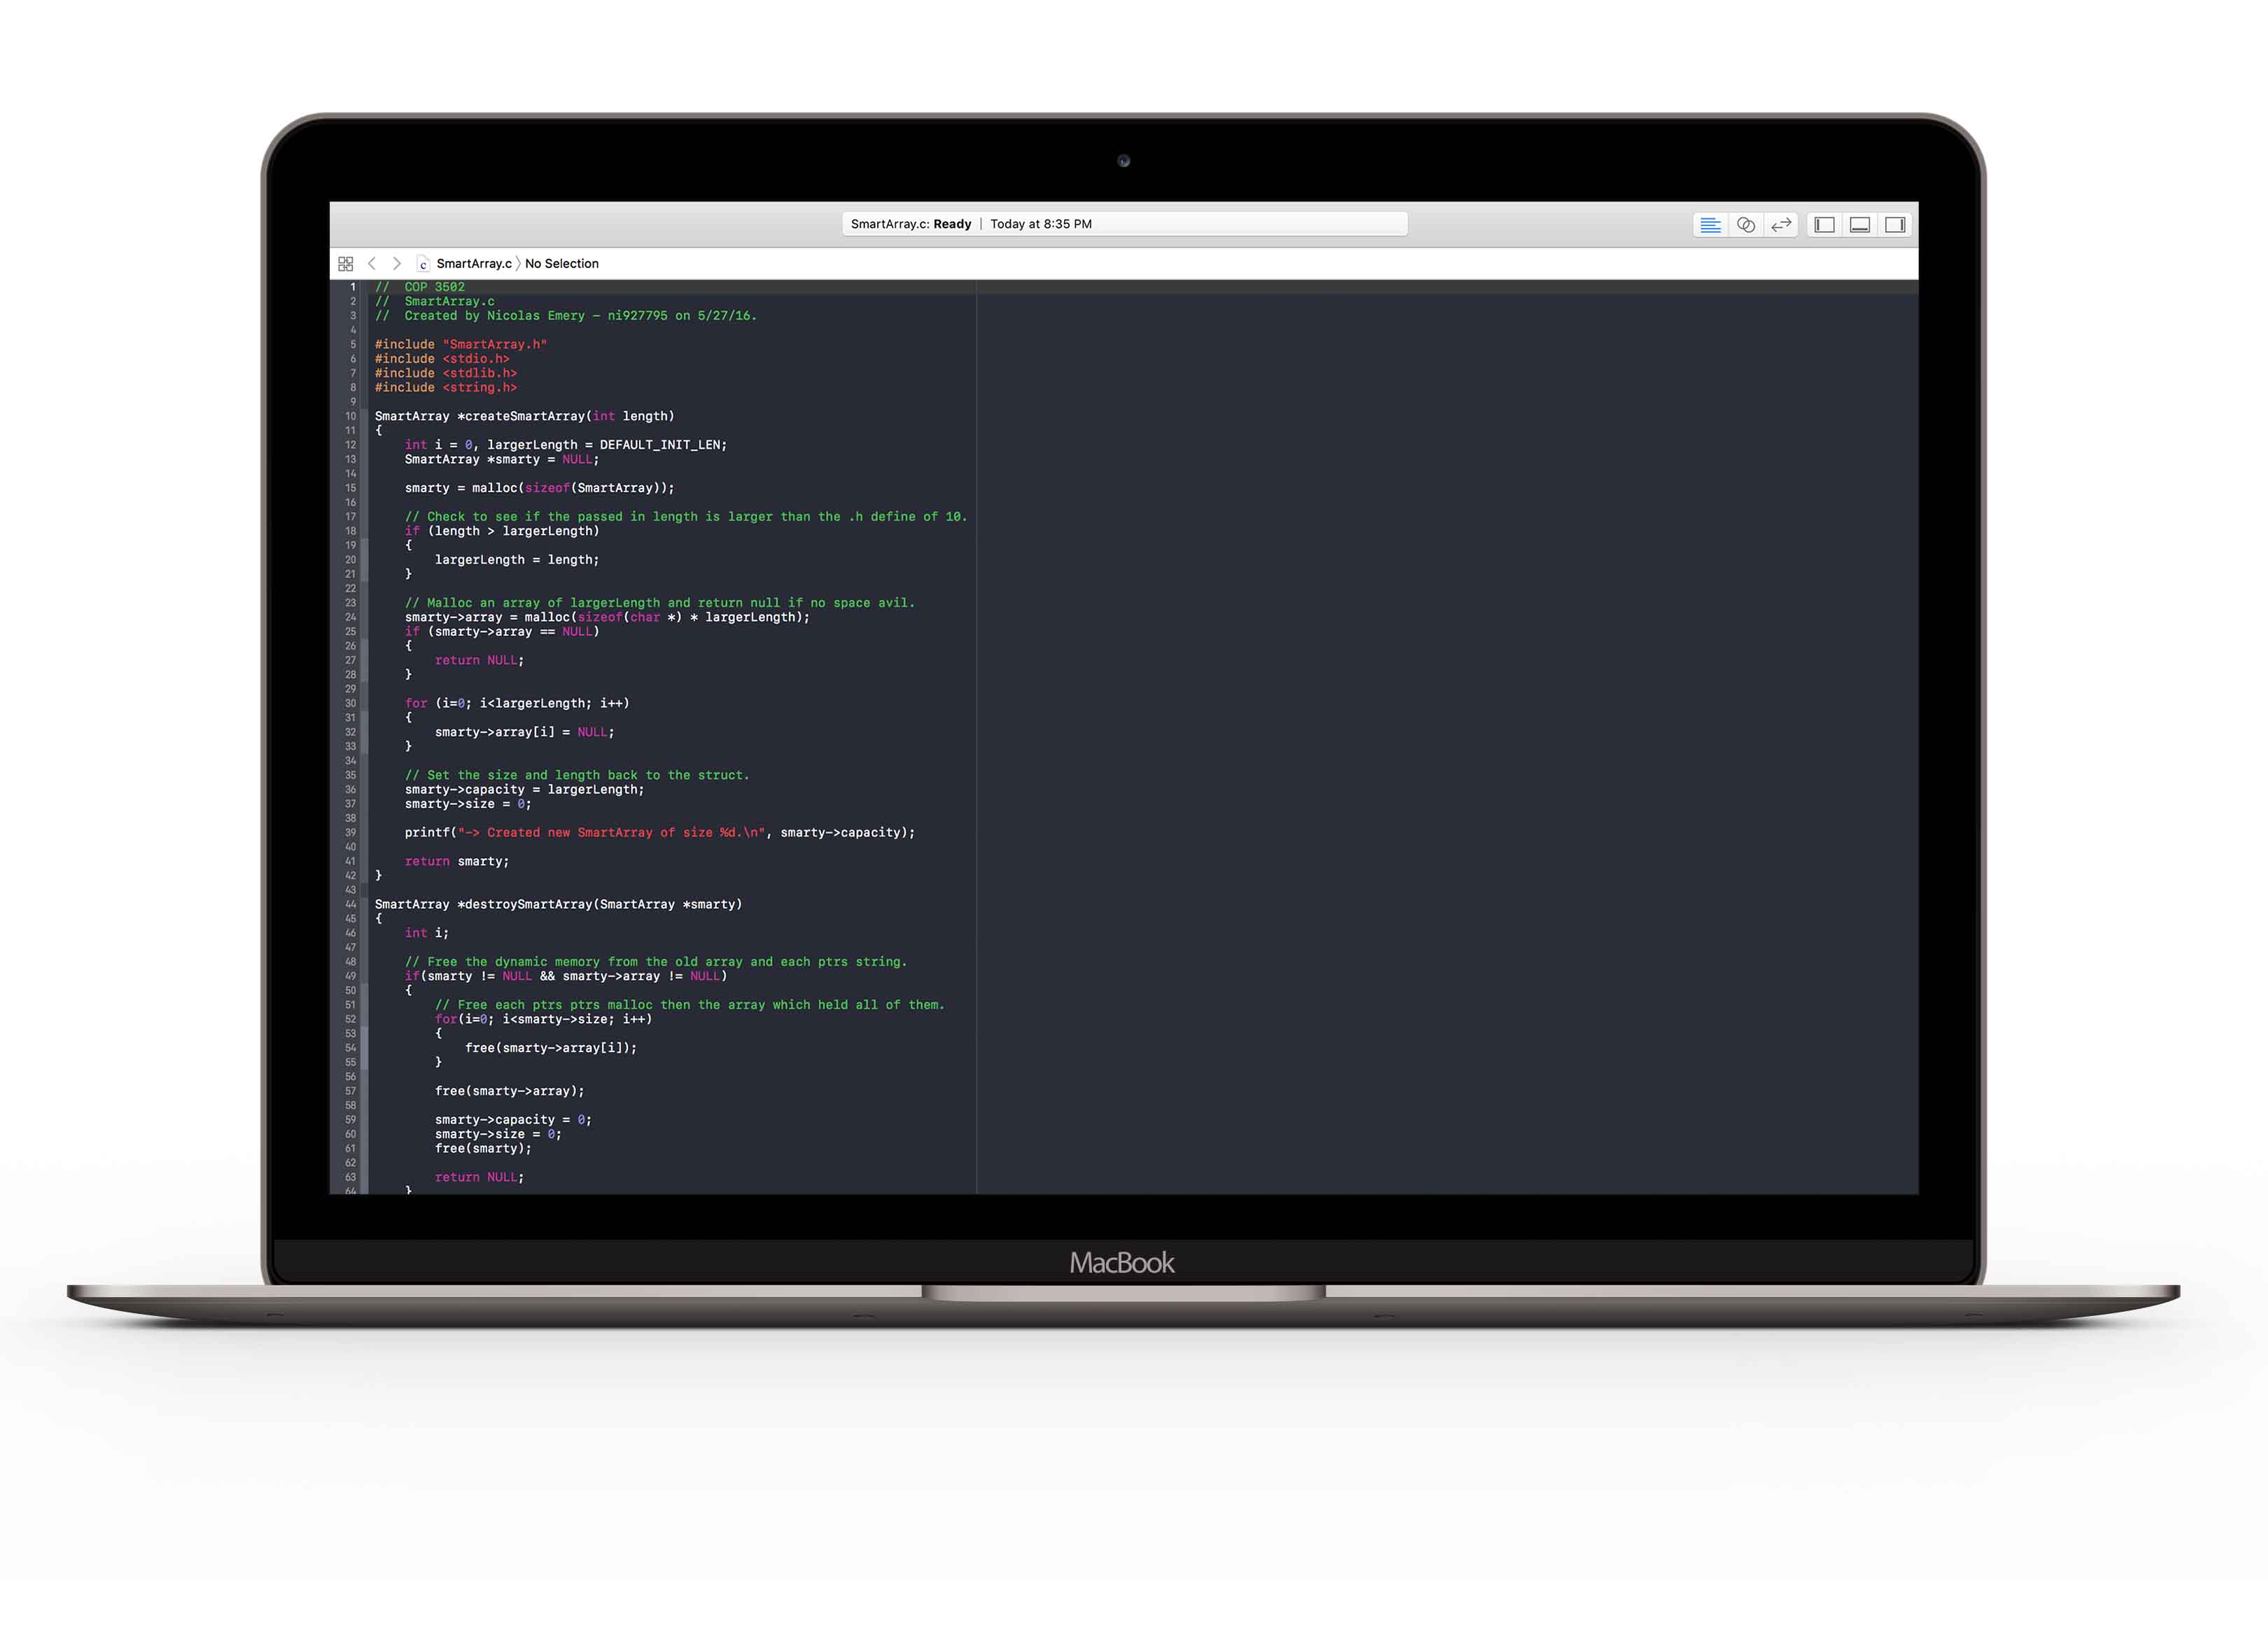 SmartArray.c: Ready | Today at 8:35 PM
SmartArray.c 〉 No Selection
1 //  COP 3502
2 //  SmartArray.c
3 //  Created by Nicolas Emery – ni927795 on 5/27/16.
4
5 #include "SmartArray.h"
6 #include <stdio.h>
7 #include <stdlib.h>
8 #include <string.h>
9
10 SmartArray *createSmartArray(int length)
11 {
12     int i = 0, largerLength = DEFAULT_INIT_LEN;
13     SmartArray *smarty = NULL;
14
15     smarty = malloc(sizeof(SmartArray));
16
17     // Check to see if the passed in length is larger than the .h define of 10.
18     if (length > largerLength)
19     {
20         largerLength = length;
21     }
22
23     // Malloc an array of largerLength and return null if no space avil.
24     smarty->array = malloc(sizeof(char *) * largerLength);
25     if (smarty->array == NULL)
26     {
27         return NULL;
28     }
29
30     for (i=0; i<largerLength; i++)
31     {
32         smarty->array[i] = NULL;
33     }
34
35     // Set the size and length back to the struct.
36     smarty->capacity = largerLength;
37     smarty->size = 0;
38
39     printf("-> Created new SmartArray of size %d.\n", smarty->capacity);
40
41     return smarty;
42 }
43
44 SmartArray *destroySmartArray(SmartArray *smarty)
45 {
46     int i;
47
48     // Free the dynamic memory from the old array and each ptrs string.
49     if(smarty != NULL && smarty->array != NULL)
50     {
51         // Free each ptrs ptrs malloc then the array which held all of them.
52         for(i=0; i<smarty->size; i++)
53         {
54             free(smarty->array[i]);
55         }
56
57         free(smarty->array);
58
59         smarty->capacity = 0;
60         smarty->size = 0;
61         free(smarty);
62
63         return NULL;
64     }
MacBook